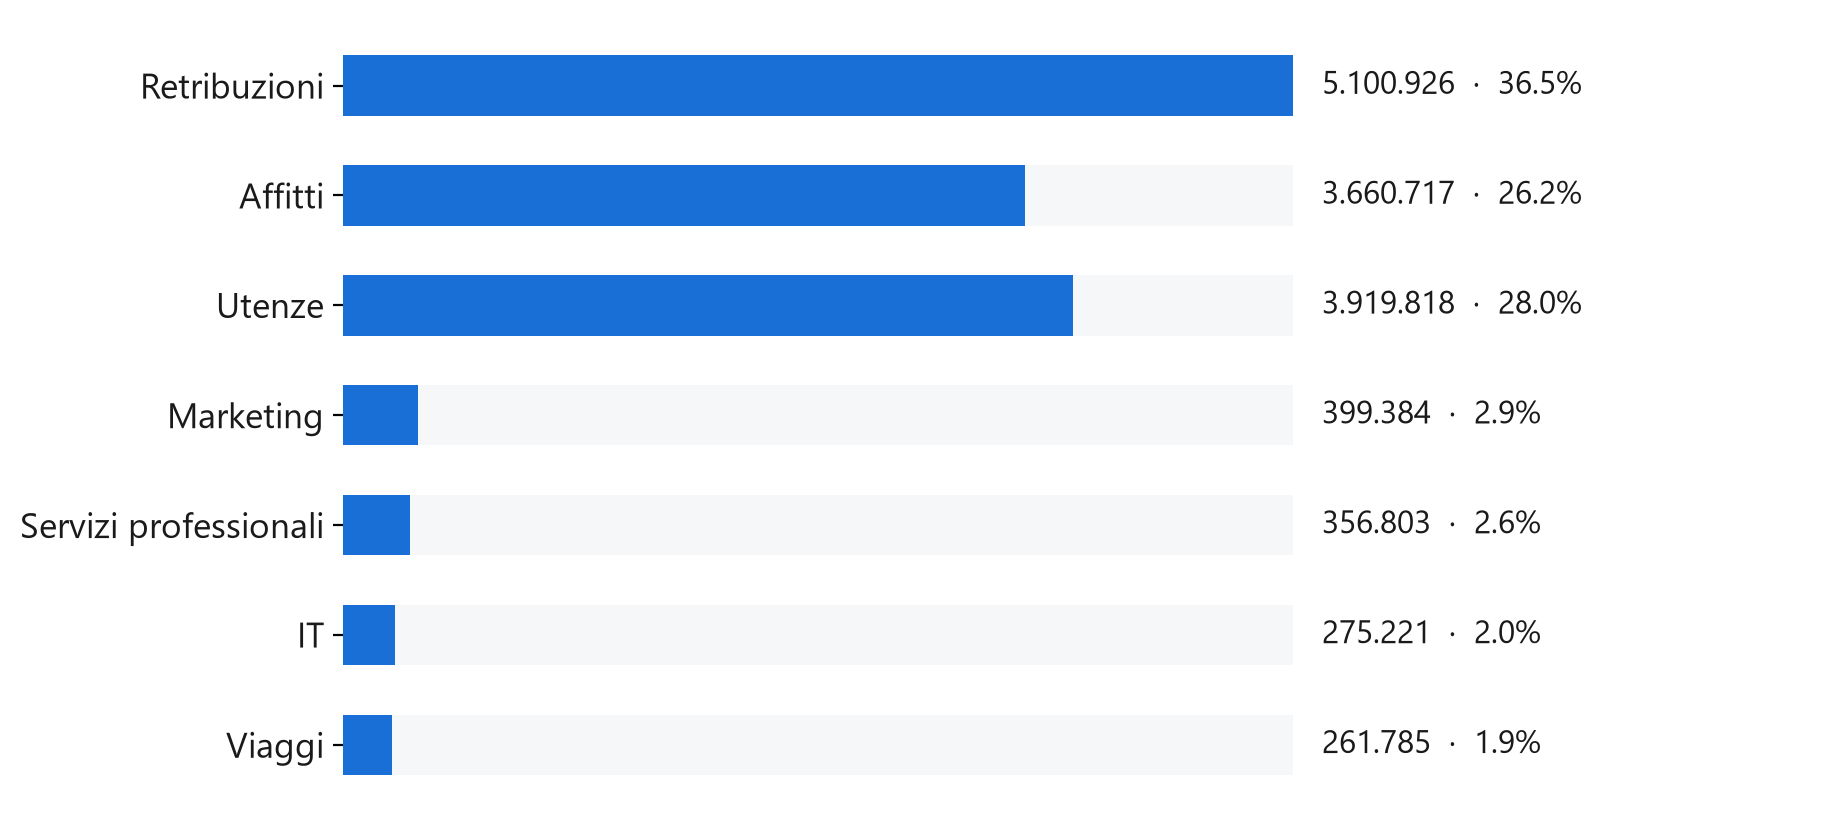 Retribuzioni 5.100.926 · 36.5%
Affitti 3.660.717 · 26.2%
Utenze 3.919.818 · 28.0%
Marketing 399.384 · 2.9%
Servizi professionali 356.803 · 2.6%
IT 275.221 · 2.0%
Viaggi 261.785 · 1.9%